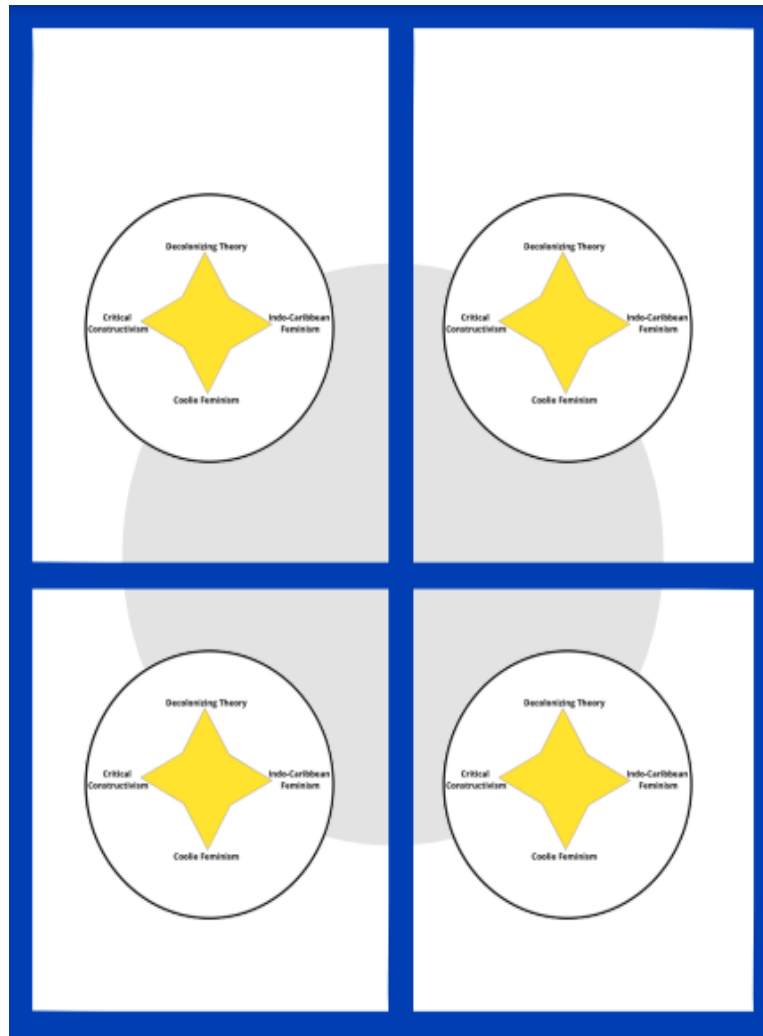 Decolonizing Theory
Critical
Constructivism
Indo-Caribbean
Feminism
Coolie Feminism
Decolonizing Theory
Critical
Constructivism
Indo-Caribbean
Feminism
Coolie Feminism
Decolonizing Theory
Critical
Constructivism
Indo-Caribbean
Feminism
Coolie Feminism
Decolonizing Theory
Critical
Constructivism
Indo-Caribbean
Feminism
Coolie Feminism